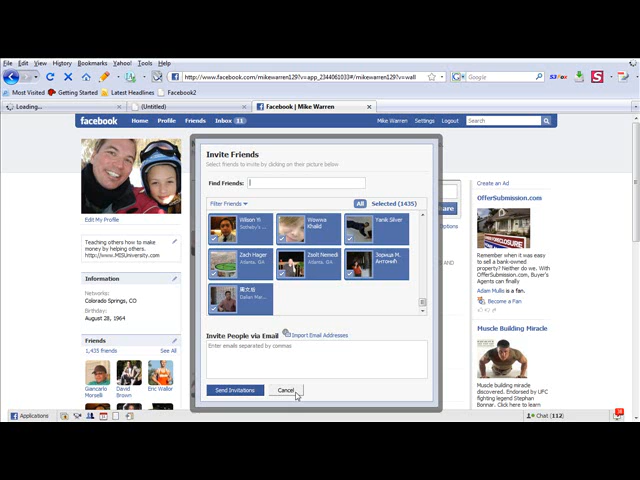 File Edit View History Bookmarks Yahoo! Tools Help
http://www.facebook.com/mikewarren129?v=app_2344061033#/mikewarren129?v=wall
Google
Most Visited Getting Started Latest Headlines Facebook2
Loading... (Untitled) Facebook | Mike Warren
facebook Home Profile Friends Inbox 11 Mike Warren Settings Logout Search
Invite Friends
Select friends to invite by clicking on their picture below
Find Friends:
Filter Friends All Selected (1435)
Wilson Yi
Sotheby's ...
Wowwa Khalid
Yanik Silver
Zach Hager
Atlanta, GA
Zsolt Nemedi
Atlanta, GA
Зорица М. Антонић
Dalian Mar...
Invite People via Email Import Email Addresses
Enter emails separated by commas
Send Invitations Cancel
Edit My Profile
Teaching others how to make
money by helping others.
http://www.MISUniversity.com
Information
Networks:
Colorado Springs, CO
Birthday:
August 28, 1964
Friends
1,435 friends See All
Giancarlo Morselli
David Brown
Eric Wallor
Options
Create an Ad
OfferSubmission.com
FORECLOSURE
Remember when it was
easy to sell a bank-owned
property? Neither do we. With
OfferSubmission.com, Buyer's
Agents can finally
Adam Mullis is a fan.
Become a Fan
Muscle Building Miracle
Muscle building miracle
discovered. Endorsed by UFC
fighting legend Stephan
Bonnar. Click here to learn
Applications Chat (112)